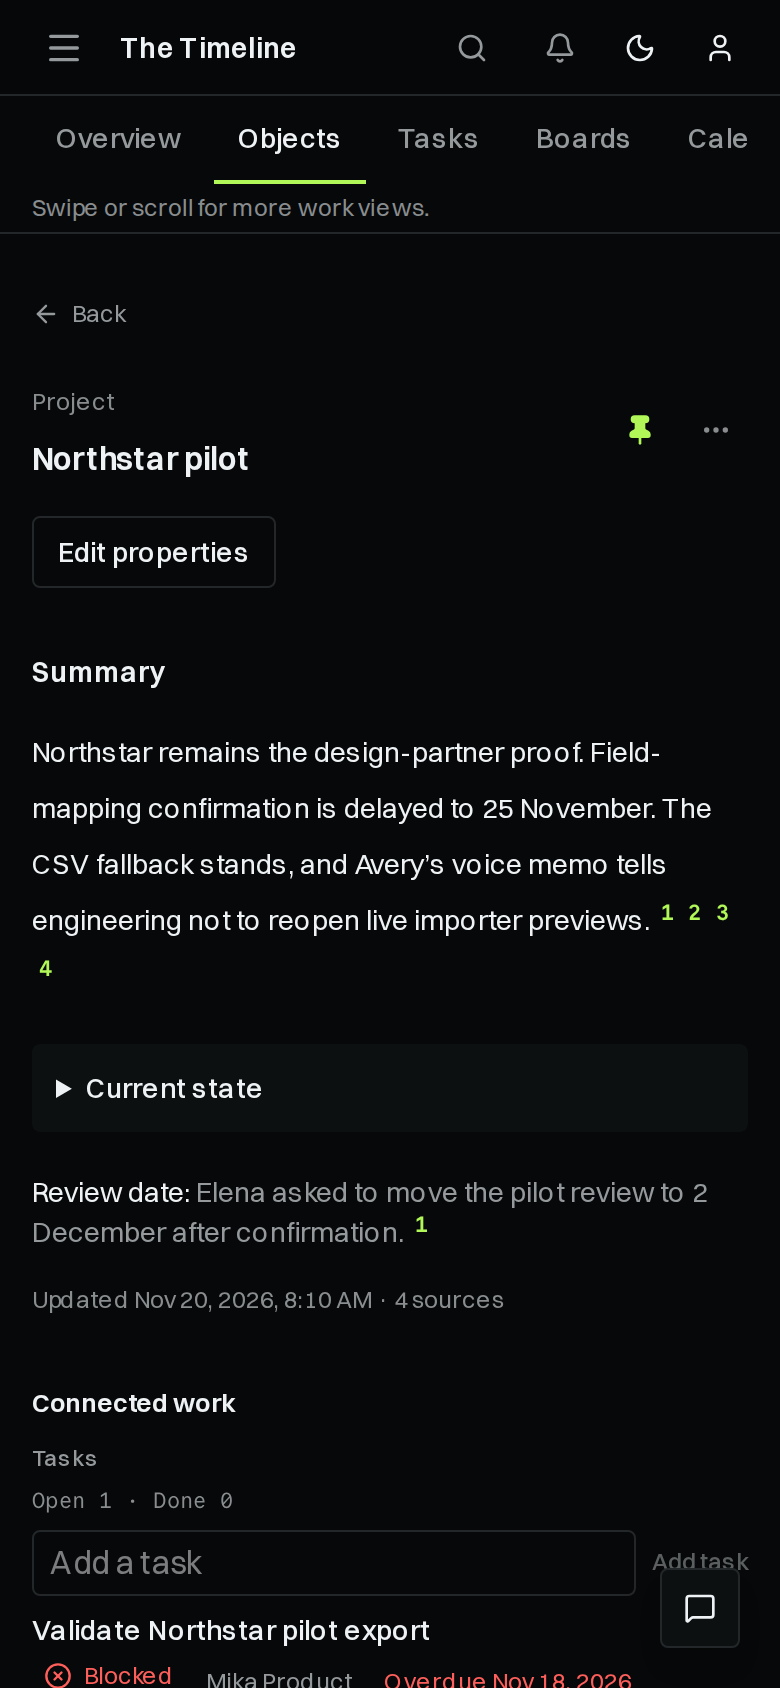 The Timeline
Overview Objects Tasks Boards Cale
Swipe or scroll for more work views.
Back
Project
Northstar pilot
Edit properties
Summary
Northstar remains the design-partner proof. Field-
mapping confirmation is delayed to 25 November. The
CSV fallback stands, and Avery’s voice memo tells
engineering not to reopen live importer previews. 1 2 3
4
Current state
Review date: Elena asked to move the pilot review to 2
December after confirmation. 1
Updated Nov 20, 2026, 8:10 AM · 4 sources
Connected work
Tasks
Open 1 · Done 0
Add a task Add task
Validate Northstar pilot export
Blocked Mika Product Overdue Nov 18, 2026